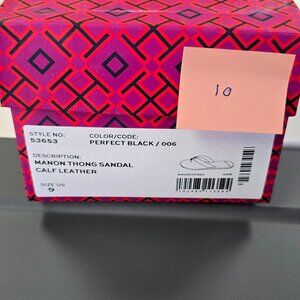 10
STYLE NO:
53653
COLOR/CODE:
PERFECT BLACK / 006
DESCRIPTION:
MANON THONG SANDAL
CALF LEATHER
SIZE US
9